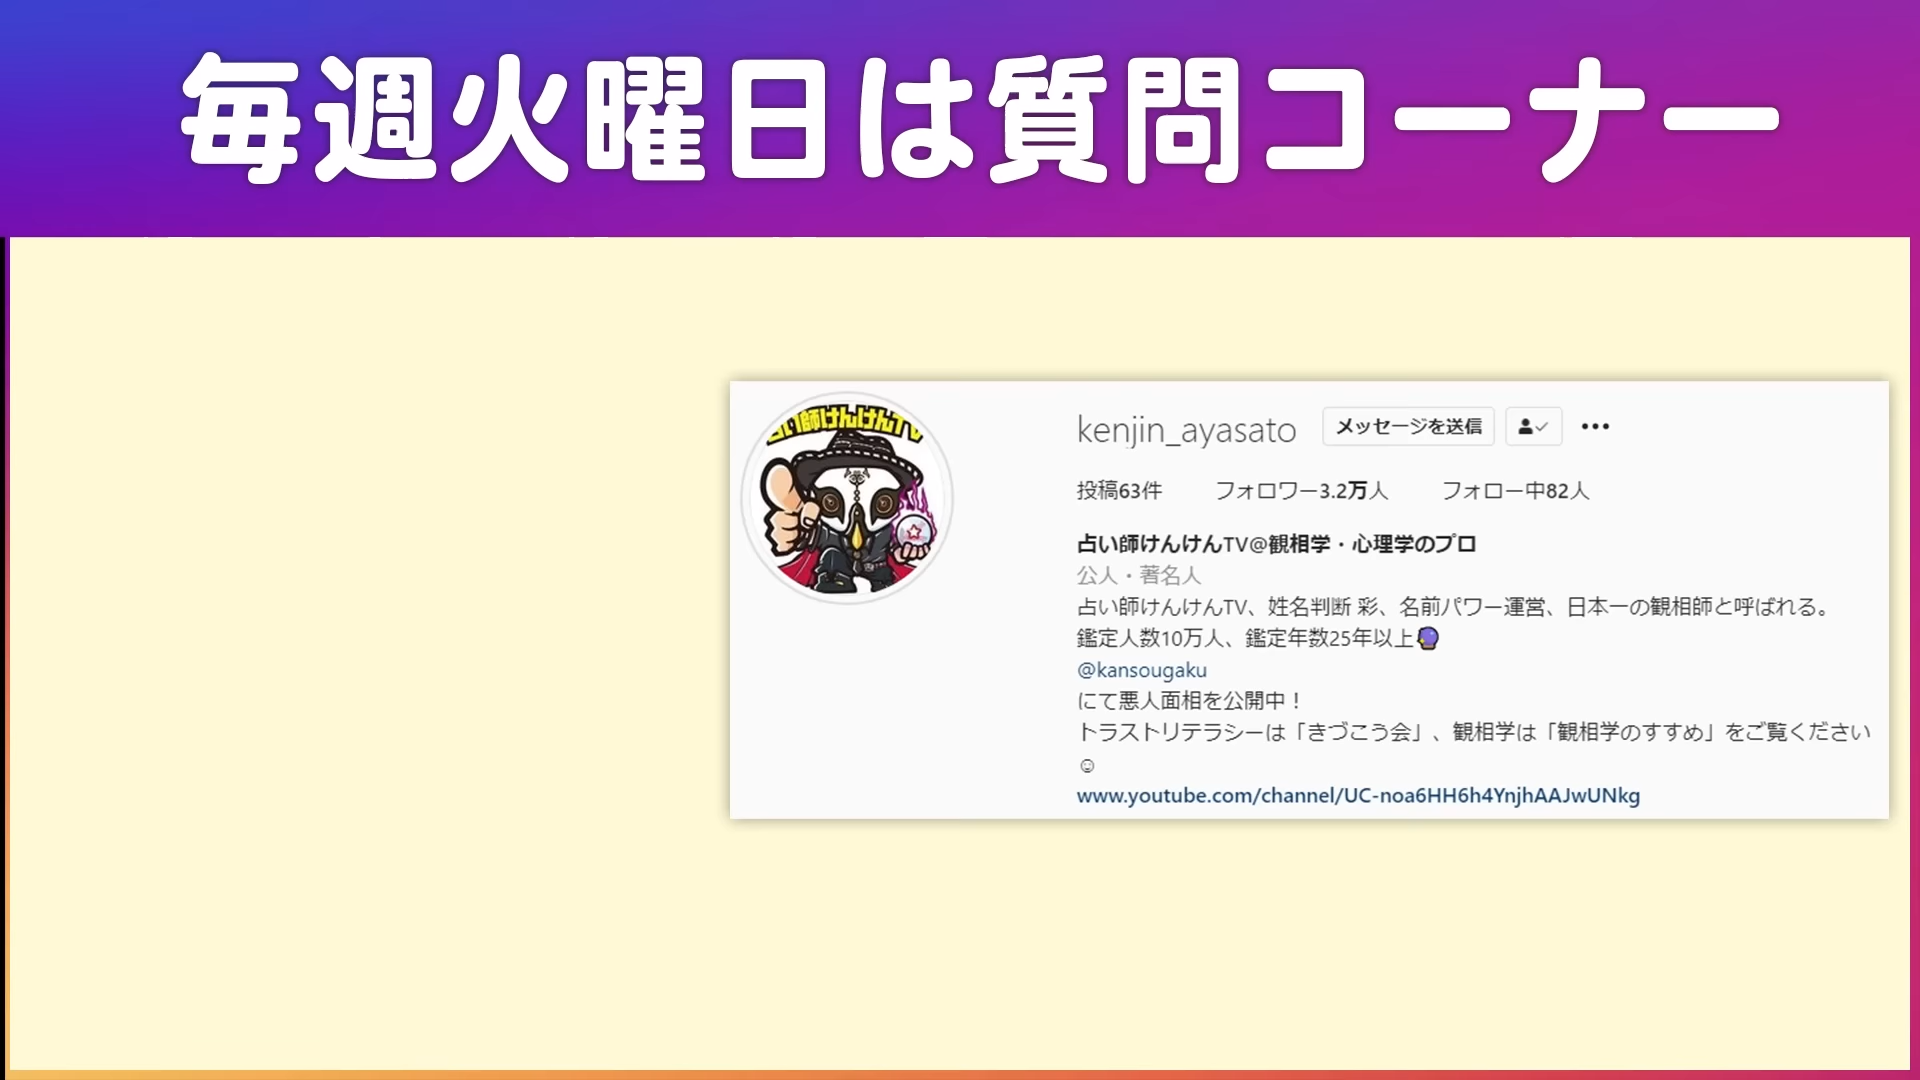 毎週火曜日は質問コーナー
占い師けんけんTV
kenjin_ayasato メッセージを送信
投稿63件 フォロワー3.2万人 フォロー中82人
占い師けんけんTV@観相学・心理学のプロ
公人・著名人
占い師けんけんTV、姓名判断 彩、名前パワー運営、日本一の観相師と呼ばれる。
鑑定人数10万人、鑑定年数25年以上🔮
@kansougaku
にて悪人面相を公開中！
トラストリテラシーは「きづこう会」、観相学は「観相学のすすめ」をご覧ください
☺
www.youtube.com/channel/UC-noa6HH6h4YnjhAAJwUNkg